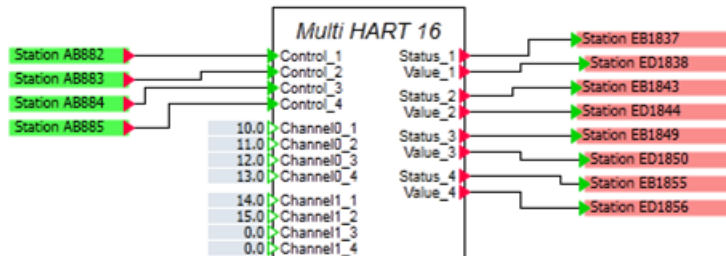 Multi HART 16
Station AB882
Station AB883
Station AB884
Station AB885
Control_1
Control_2
Control_3
Control_4
10.0 Channel0_1
11.0 Channel0_2
12.0 Channel0_3
13.0 Channel0_4
14.0 Channel1_1
15.0 Channel1_2
0.0 Channel1_3
0.0 Channel1_4
Status_1
Value_1
Status_2
Value_2
Status_3
Value_3
Status_4
Value_4
Station EB1837
Station ED1838
Station EB1843
Station ED1844
Station EB1849
Station ED1850
Station EB1855
Station ED1856